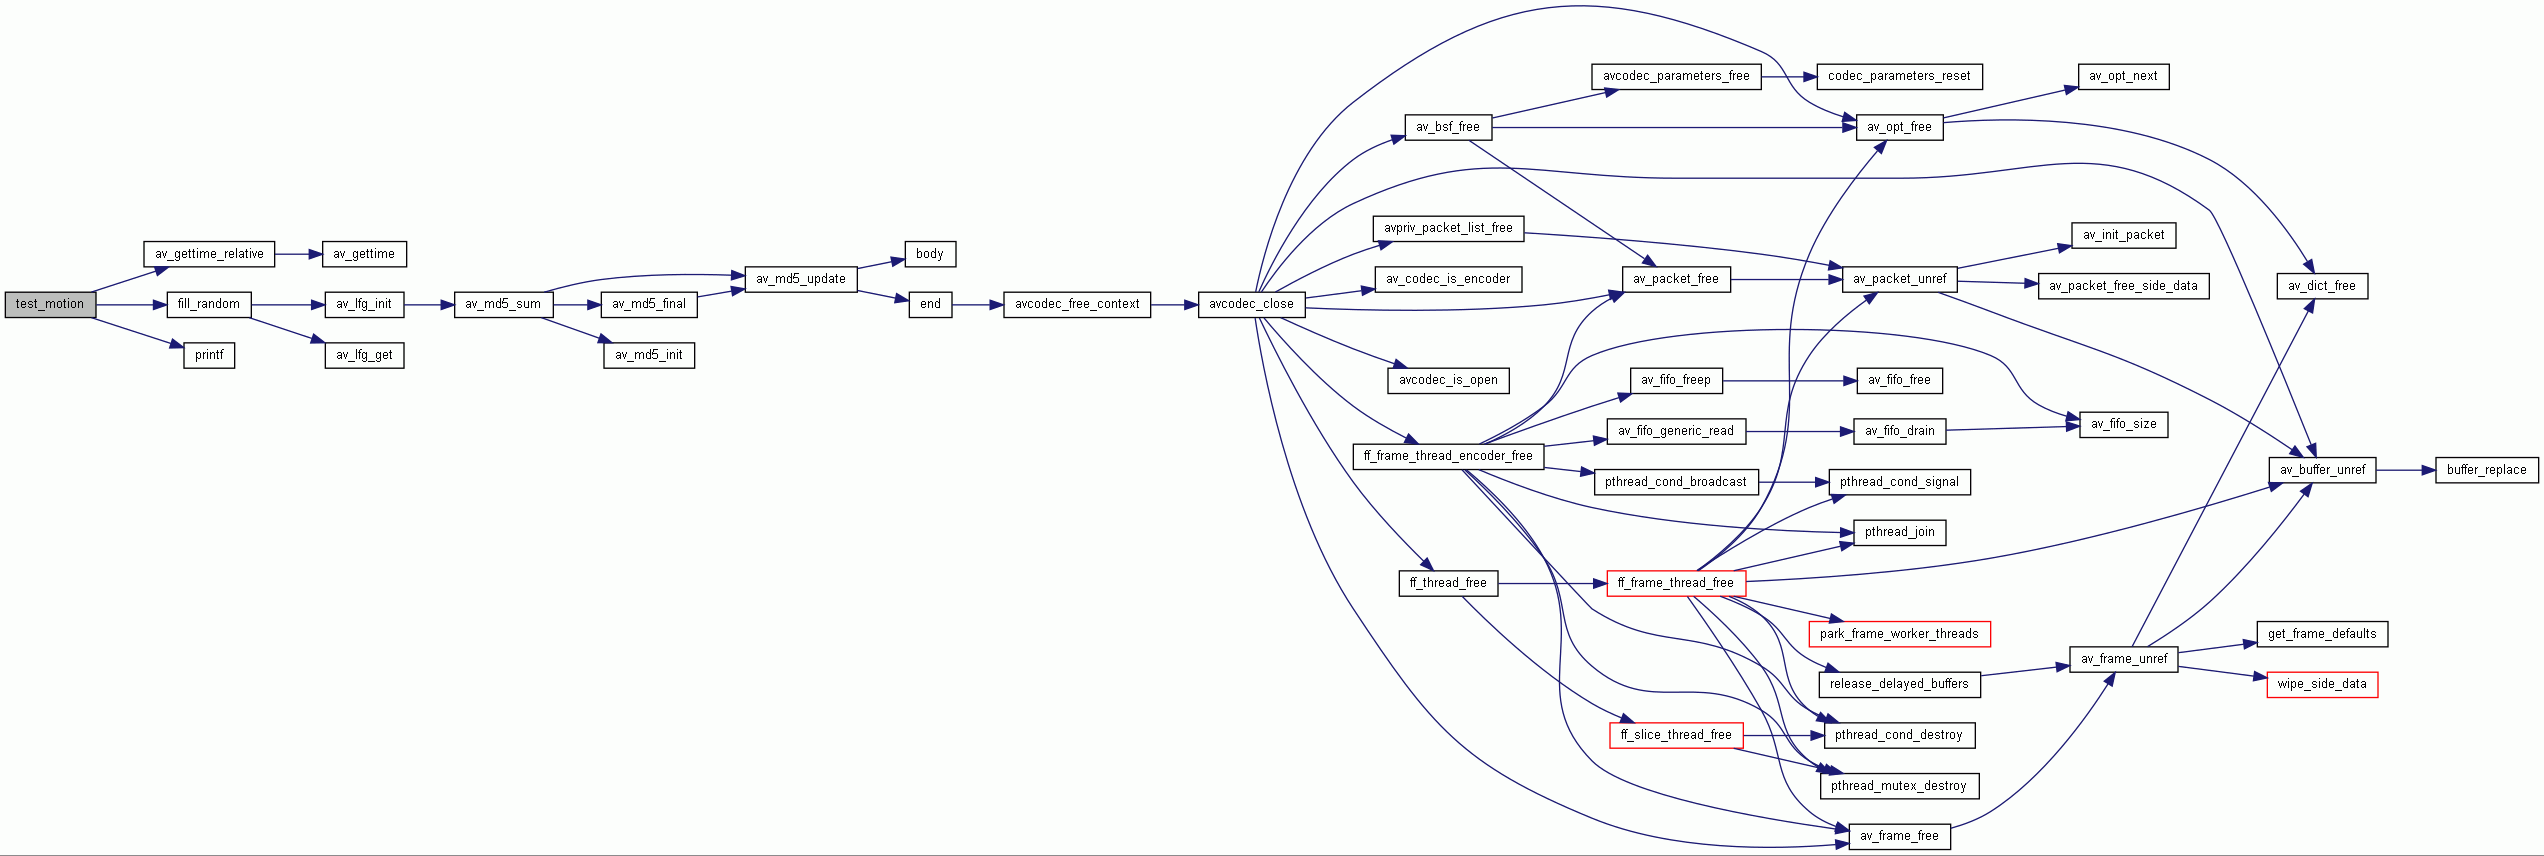 test_motion
av_gettime_relative
av_gettime
fill_random
av_lfg_init
av_lfg_get
printf
av_md5_sum
av_md5_final
av_md5_init
av_md5_update
body
end
avcodec_free_context
avcodec_close
av_bsf_free
avpriv_packet_list_free
av_codec_is_encoder
avcodec_is_open
ff_frame_thread_encoder_free
ff_thread_free
avcodec_parameters_free
av_packet_free
av_fifo_freep
av_fifo_generic_read
pthread_cond_broadcast
ff_frame_thread_free
ff_slice_thread_free
codec_parameters_reset
av_opt_free
av_packet_unref
av_fifo_free
av_fifo_drain
pthread_cond_signal
pthread_join
park_frame_worker_threads
release_delayed_buffers
pthread_cond_destroy
pthread_mutex_destroy
av_frame_free
av_opt_next
av_init_packet
av_packet_free_side_data
av_fifo_size
av_frame_unref
av_dict_free
av_buffer_unref
get_frame_defaults
wipe_side_data
buffer_replace